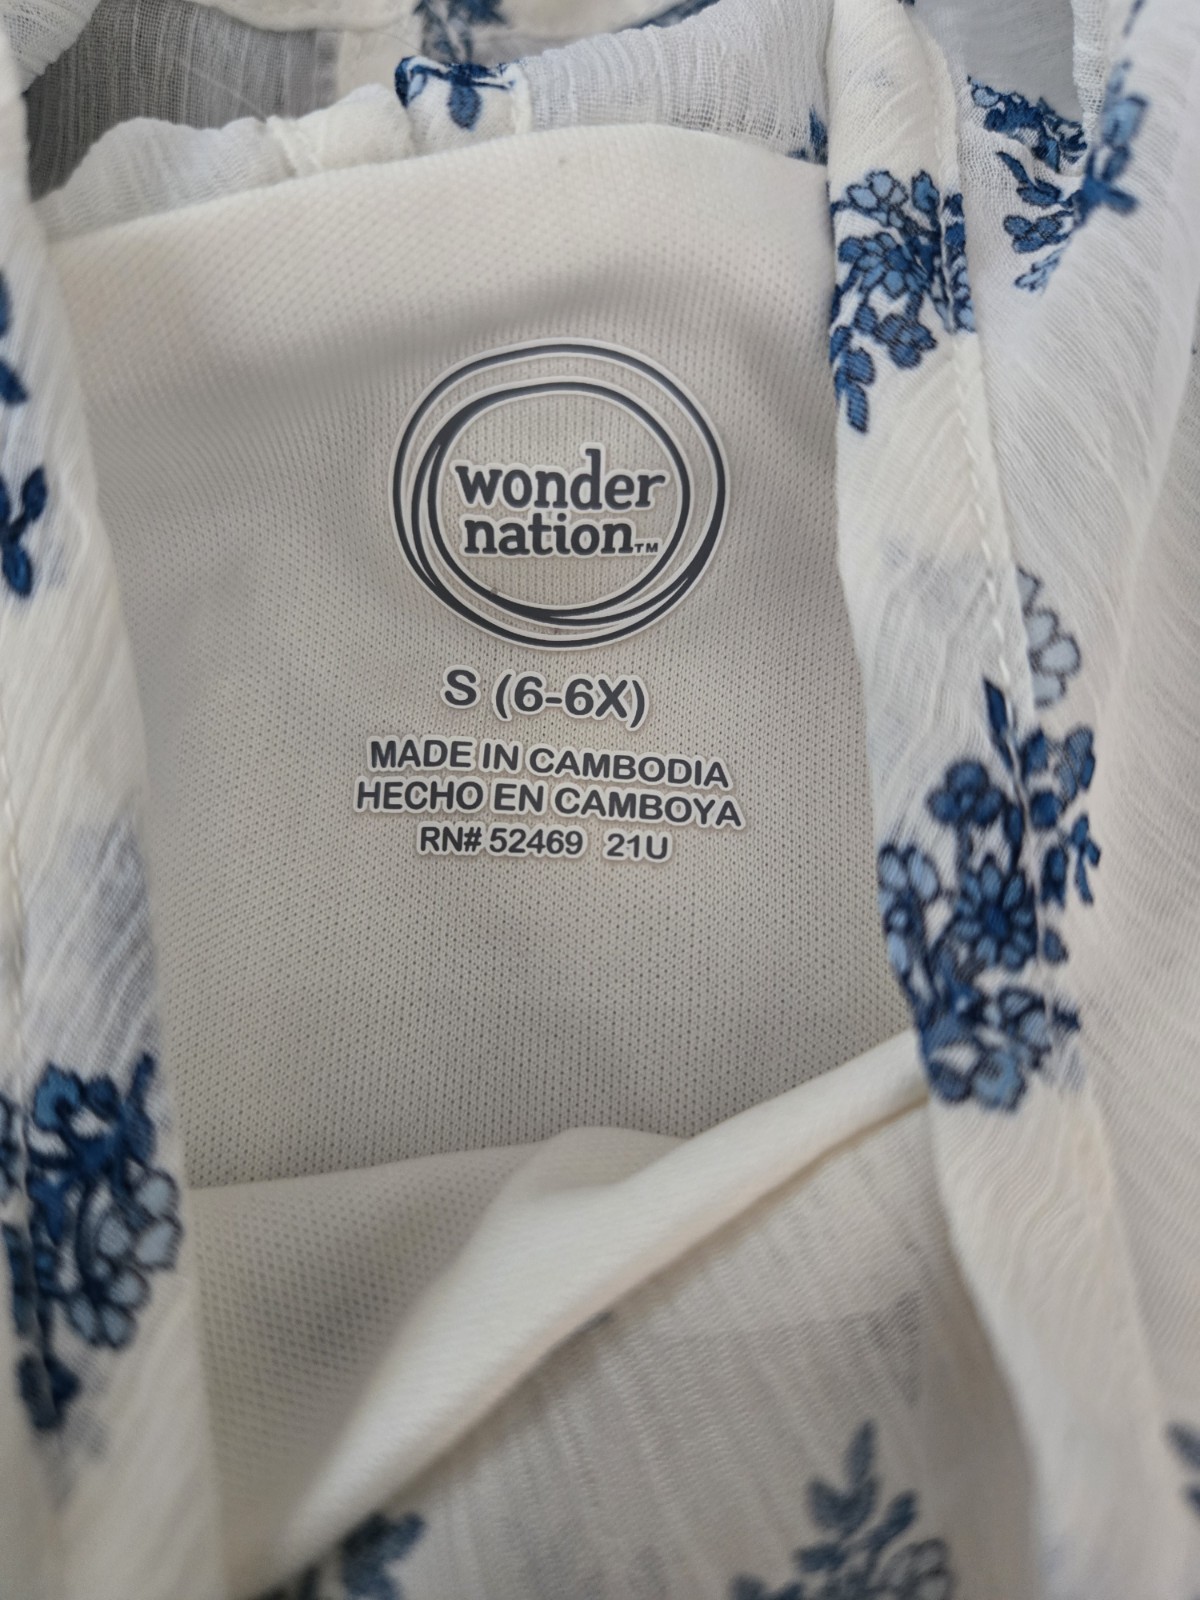 wonder
nation™
S (6-6X)
MADE IN CAMBODIA
HECHO EN CAMBOYA
RN# 52469 21U